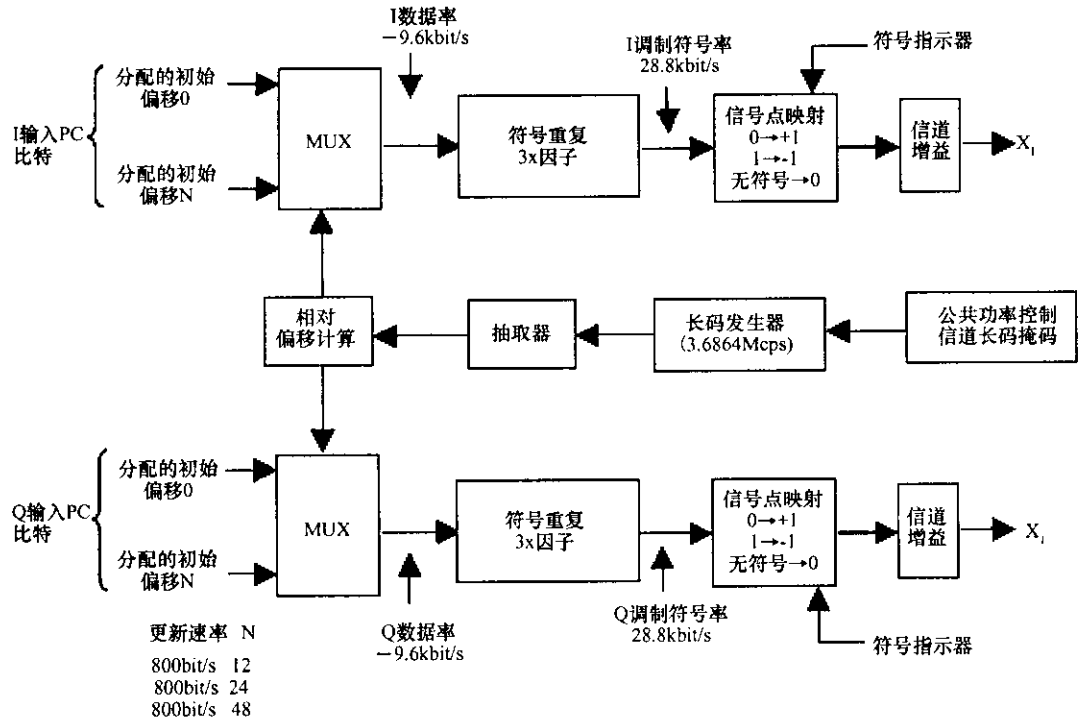 I数据率
－9.6kbit/s
I调制符号率
28.8kbit/s
符号指示器
I输入PC
比特
分配的初始
偏移0
分配的初始
偏移N
MUX
符号重复
3x因子
信号点映射
0→+1
1→-1
无符号→0
信道
增益
X I
相对
偏移计算
抽取器
长码发生器
(3.6864Mcps)
公共功率控制
信道长码掩码
Q输入PC
比特
分配的初始
偏移0
分配的初始
偏移N
MUX
符号重复
3x因子
信号点映射
0→+1
1→-1
无符号→0
信道
增益
X I
Q数据率
－9.6kbit/s
Q调制符号率
28.8kbit/s
符号指示器
更新速率 N
800bit/s 12
800bit/s 24
800bit/s 48